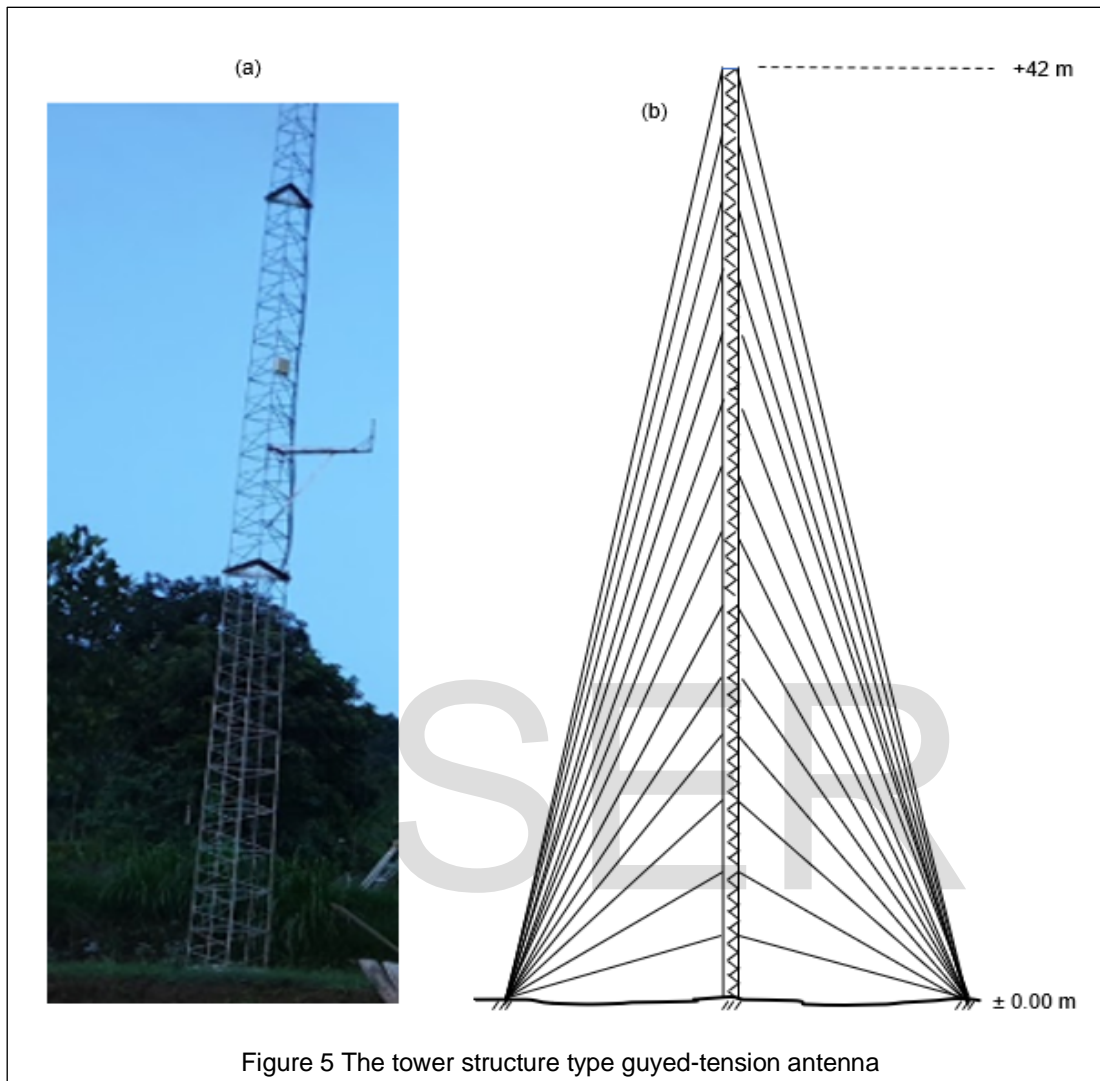 (a)
+42 m
(b)
SER
± 0.00 m
Figure 5 The tower structure type guyed-tension antenna